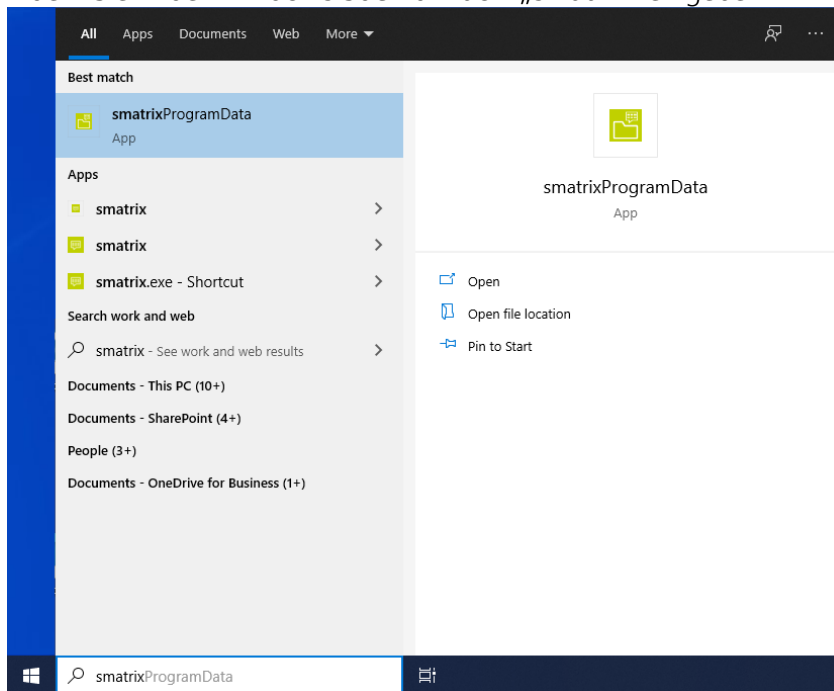 All Apps Documents Web More
Best match
smatrixProgramData
App
Apps
smatrix
smatrix
smatrix.exe - Shortcut
Search work and web
smatrix - See work and web results
Documents - This PC (10+)
Documents - SharePoint (4+)
People (3+)
Documents - OneDrive for Business (1+)
smatrixProgramData
App
Open
Open file location
Pin to Start
smatrixProgramData